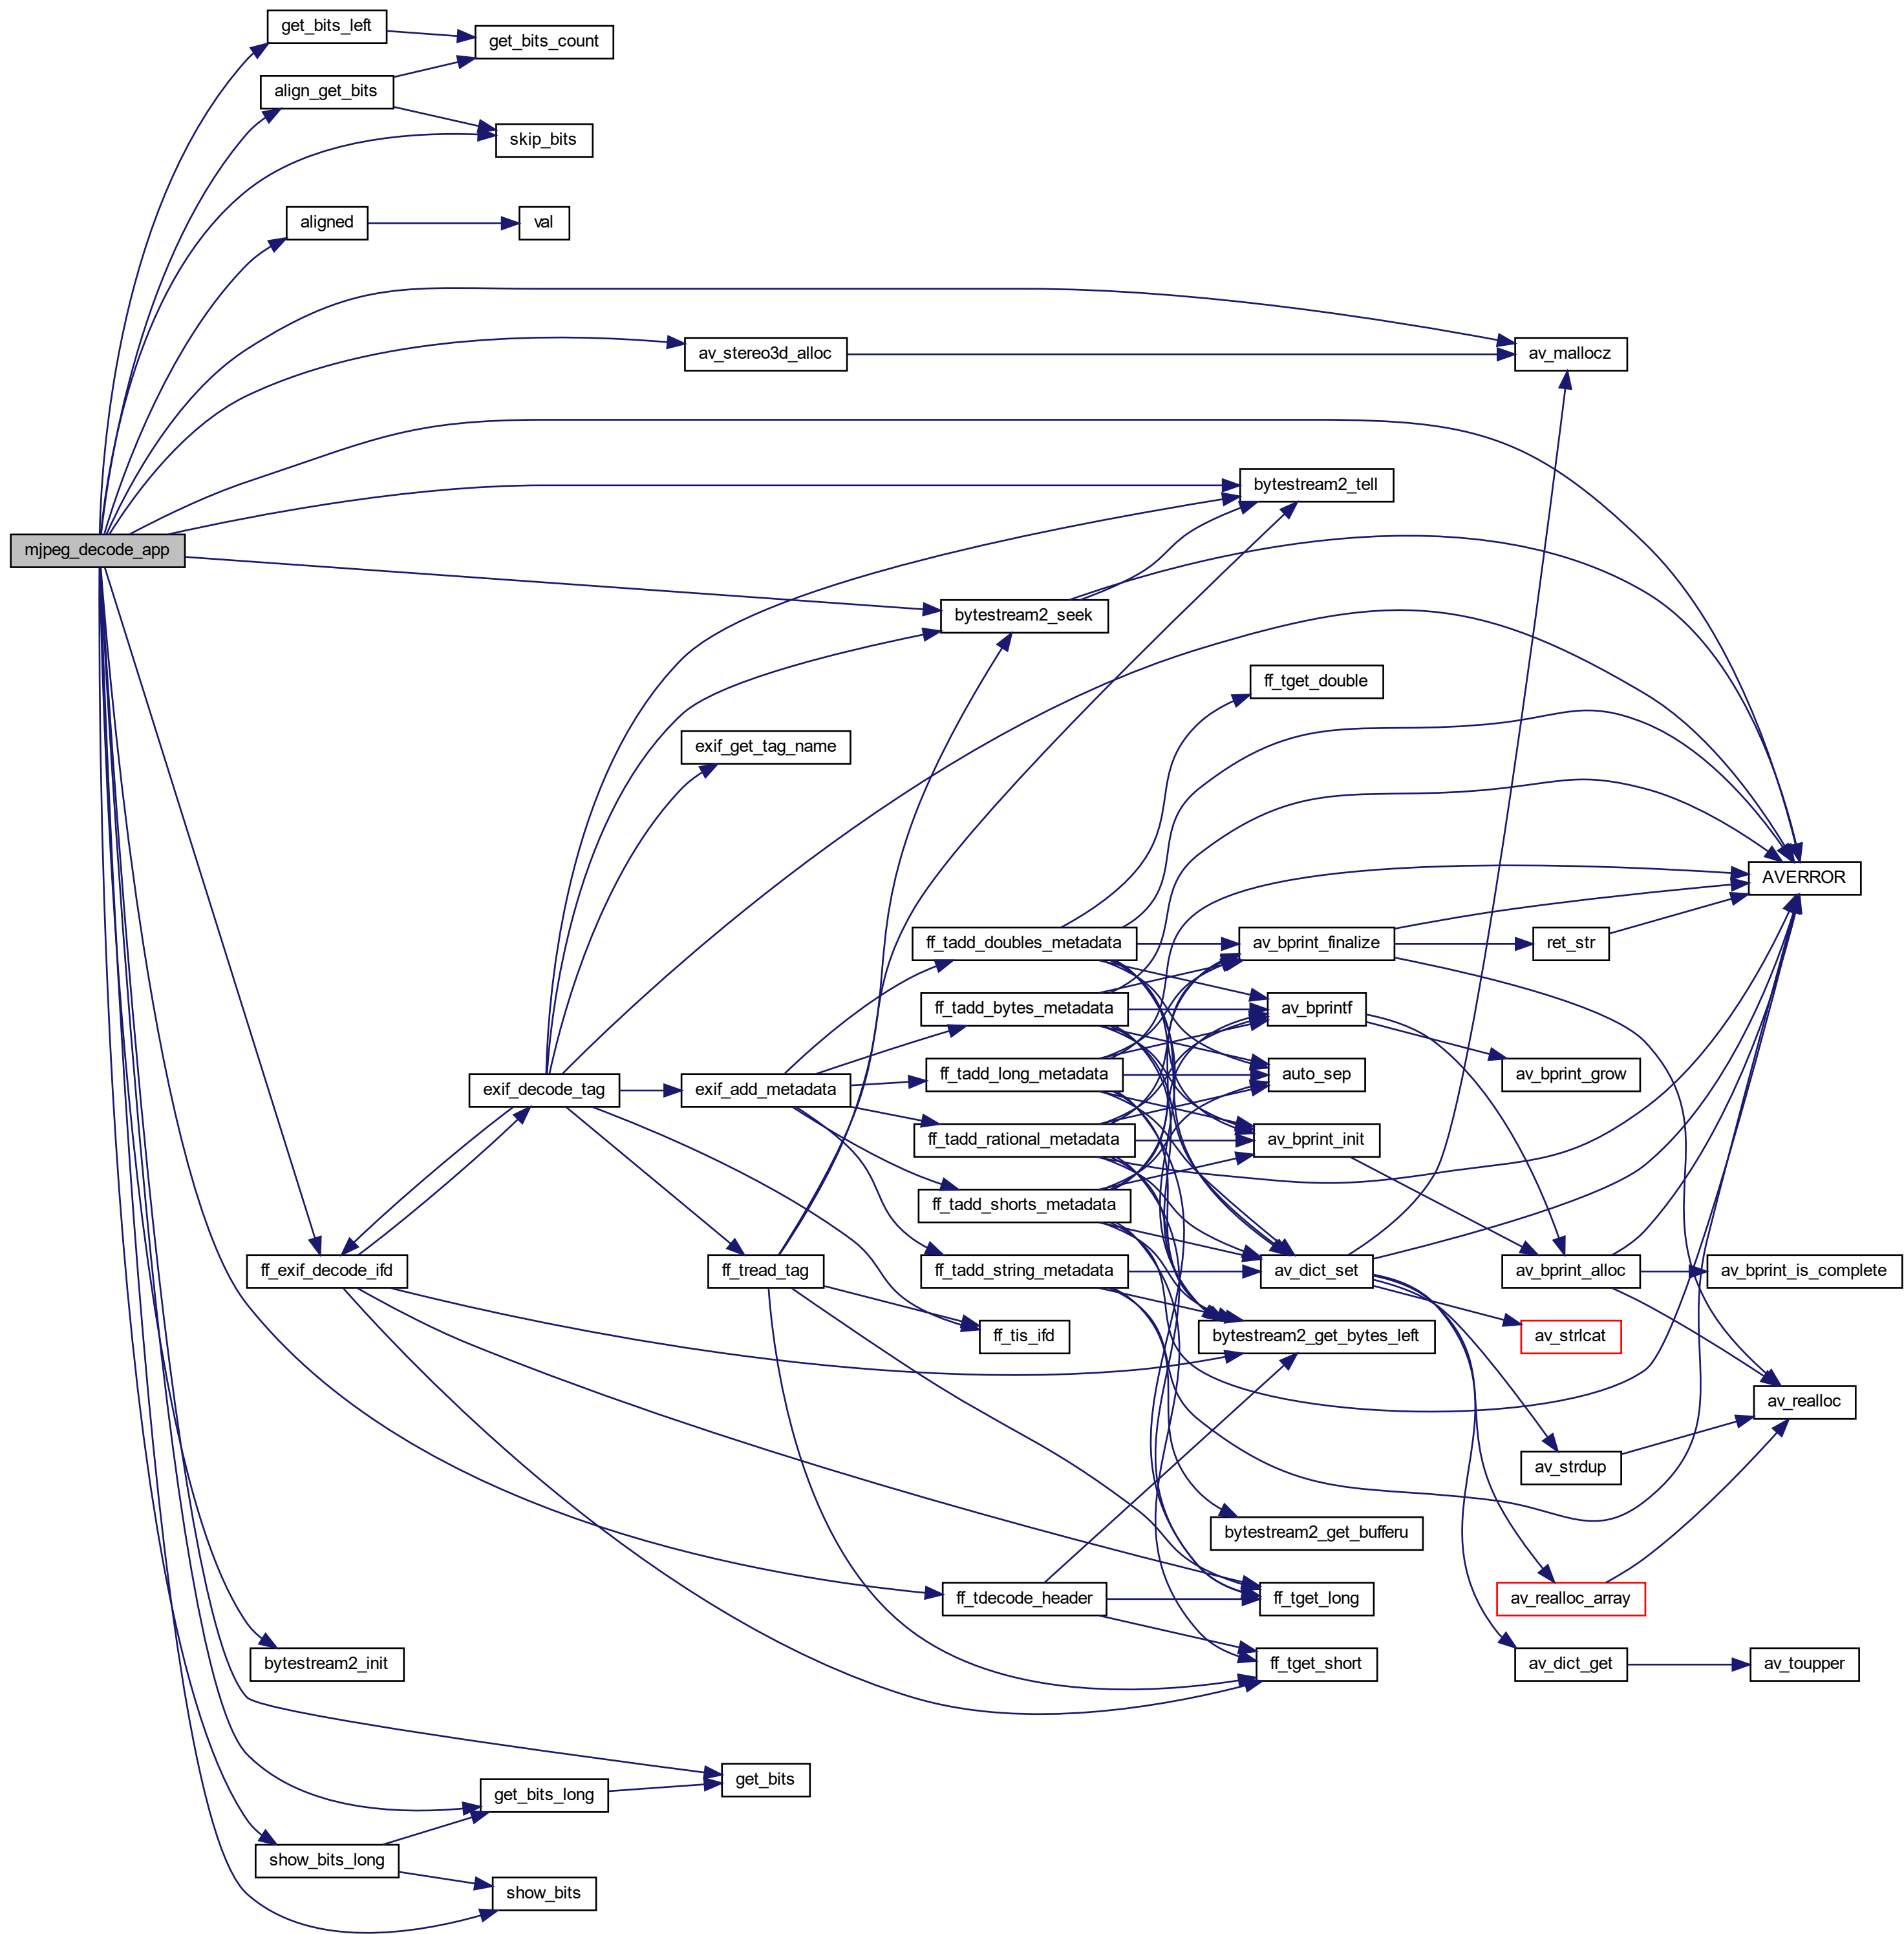 get_bits_left
get_bits_count
align_get_bits
skip_bits
aligned
val
av_stereo3d_alloc
av_mallocz
bytestream2_tell
mjpeg_decode_app
bytestream2_seek
ff_tget_double
exif_get_tag_name
AVERROR
ff_tadd_doubles_metadata
av_bprint_finalize
ret_str
ff_tadd_bytes_metadata
av_bprintf
ff_tadd_long_metadata
auto_sep
av_bprint_grow
exif_decode_tag
exif_add_metadata
ff_tadd_rational_metadata
av_bprint_init
ff_tadd_shorts_metadata
ff_exif_decode_ifd
ff_tread_tag
ff_tadd_string_metadata
av_dict_set
av_bprint_alloc
av_bprint_is_complete
ff_tis_ifd
bytestream2_get_bytes_left
av_strlcat
av_realloc
av_strdup
bytestream2_get_bufferu
ff_tdecode_header
ff_tget_long
av_realloc_array
bytestream2_init
ff_tget_short
av_dict_get
av_toupper
get_bits
get_bits_long
show_bits_long
show_bits